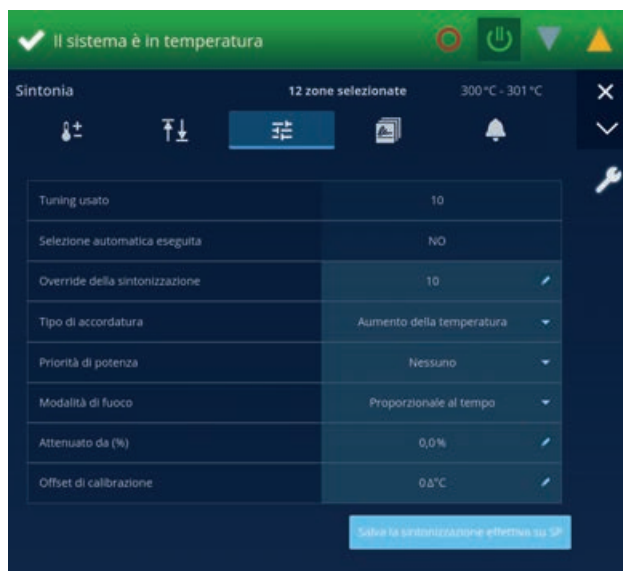 Il sistema è in temperatura
Sintonia 12 zone selezionate 300 °C - 301 °C
Tuning usato 10
Selezione automatica eseguita NO
Override della sintonizzazione 10
Tipo di accordatura Aumento della temperatura
Priorità di potenza Nessuno
Modalità di fuoco Proporzionale al tempo
Attenuato da (%) 0,0%
Offset di calibrazione 0 Δ°C
Salva la sintonizzazione effettiva su SP